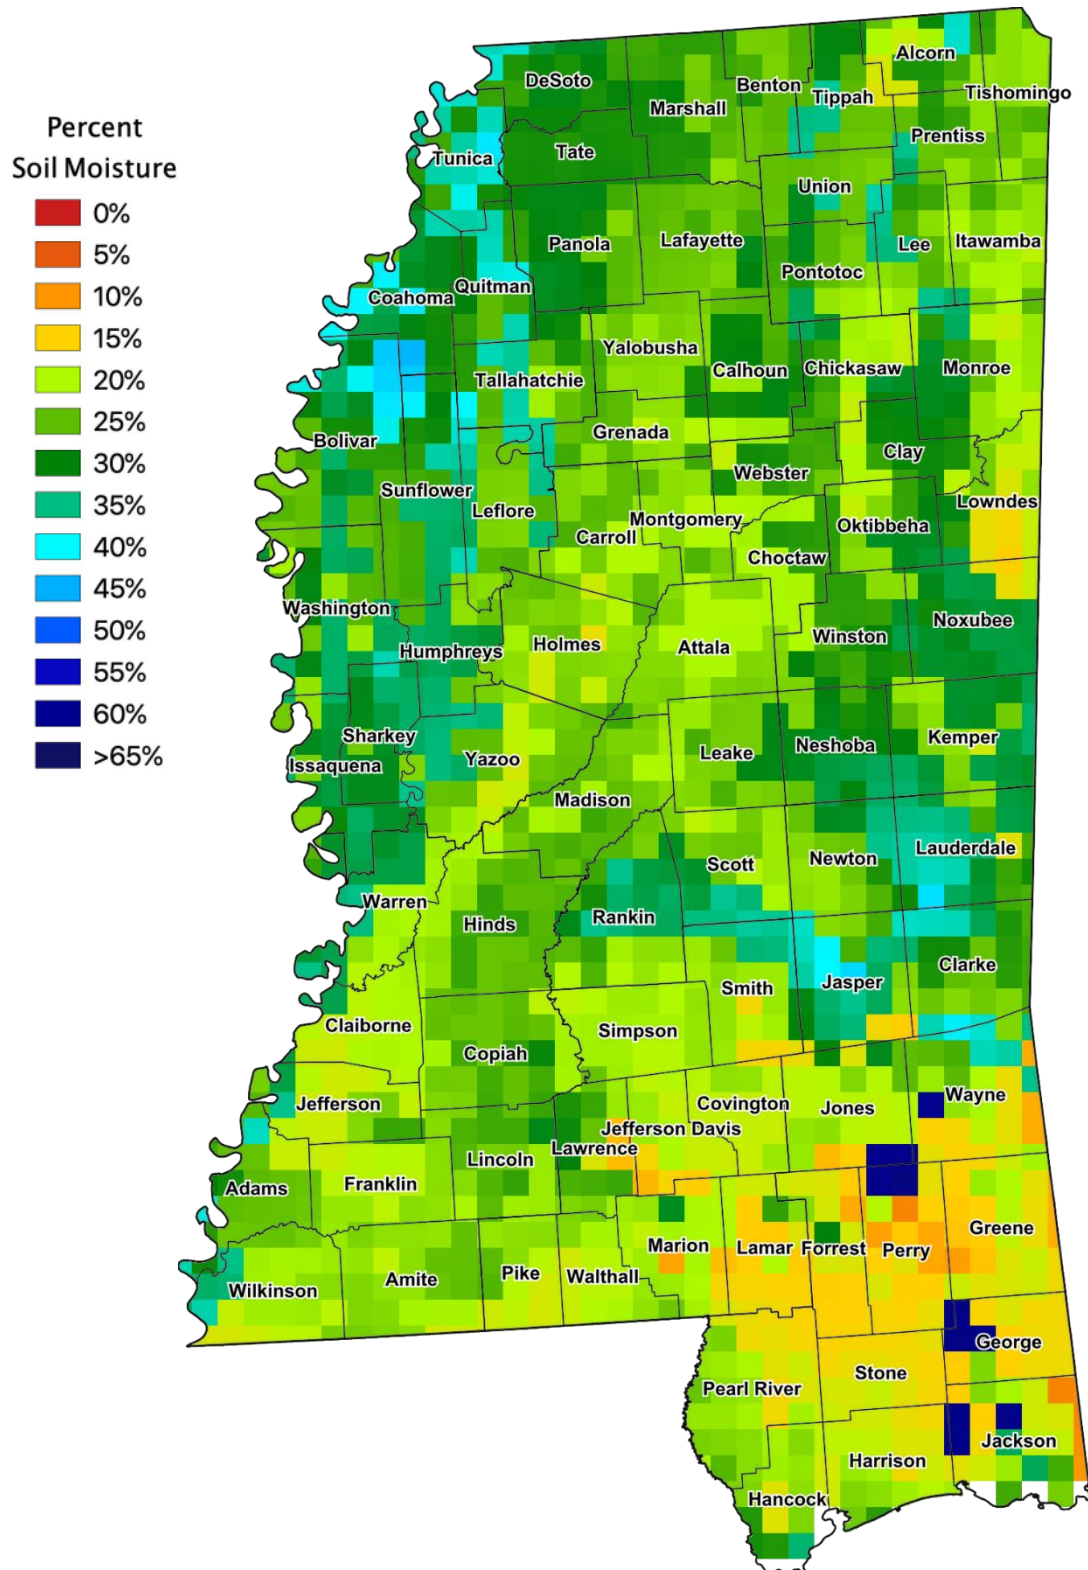 Percent
Soil Moisture
0%
5%
10%
15%
20%
25%
30%
35%
40%
45%
50%
55%
60%
>65%
Alcorn
DeSoto
Benton
Tippah
Tishomingo
Marshall
Prentiss
Tate
Tunica
Union
Lafayette
Panola
Lee
Itawamba
Pontotoc
Quitman
Coahoma
Yalobusha
Calhoun
Chickasaw
Monroe
Tallahatchie
Grenada
Bolivar
Clay
Webster
Sunflower
Lowndes
Leflore
Montgomery
Oktibbeha
Carroll
Choctaw
Washington
Noxubee
Winston
Holmes
Attala
Humphreys
Sharkey
Kemper
Neshoba
Leake
Yazoo
Issaquena
Madison
Lauderdale
Newton
Scott
Warren
Rankin
Hinds
Clarke
Smith
Jasper
Claiborne
Simpson
Copiah
Wayne
Jefferson
Covington
Jones
Jefferson Davis
Lawrence
Lincoln
Franklin
Adams
Greene
Marion
Lamar
Forrest
Perry
Pike
Walthall
Amite
Wilkinson
George
Stone
Pearl River
Jackson
Harrison
Hancock